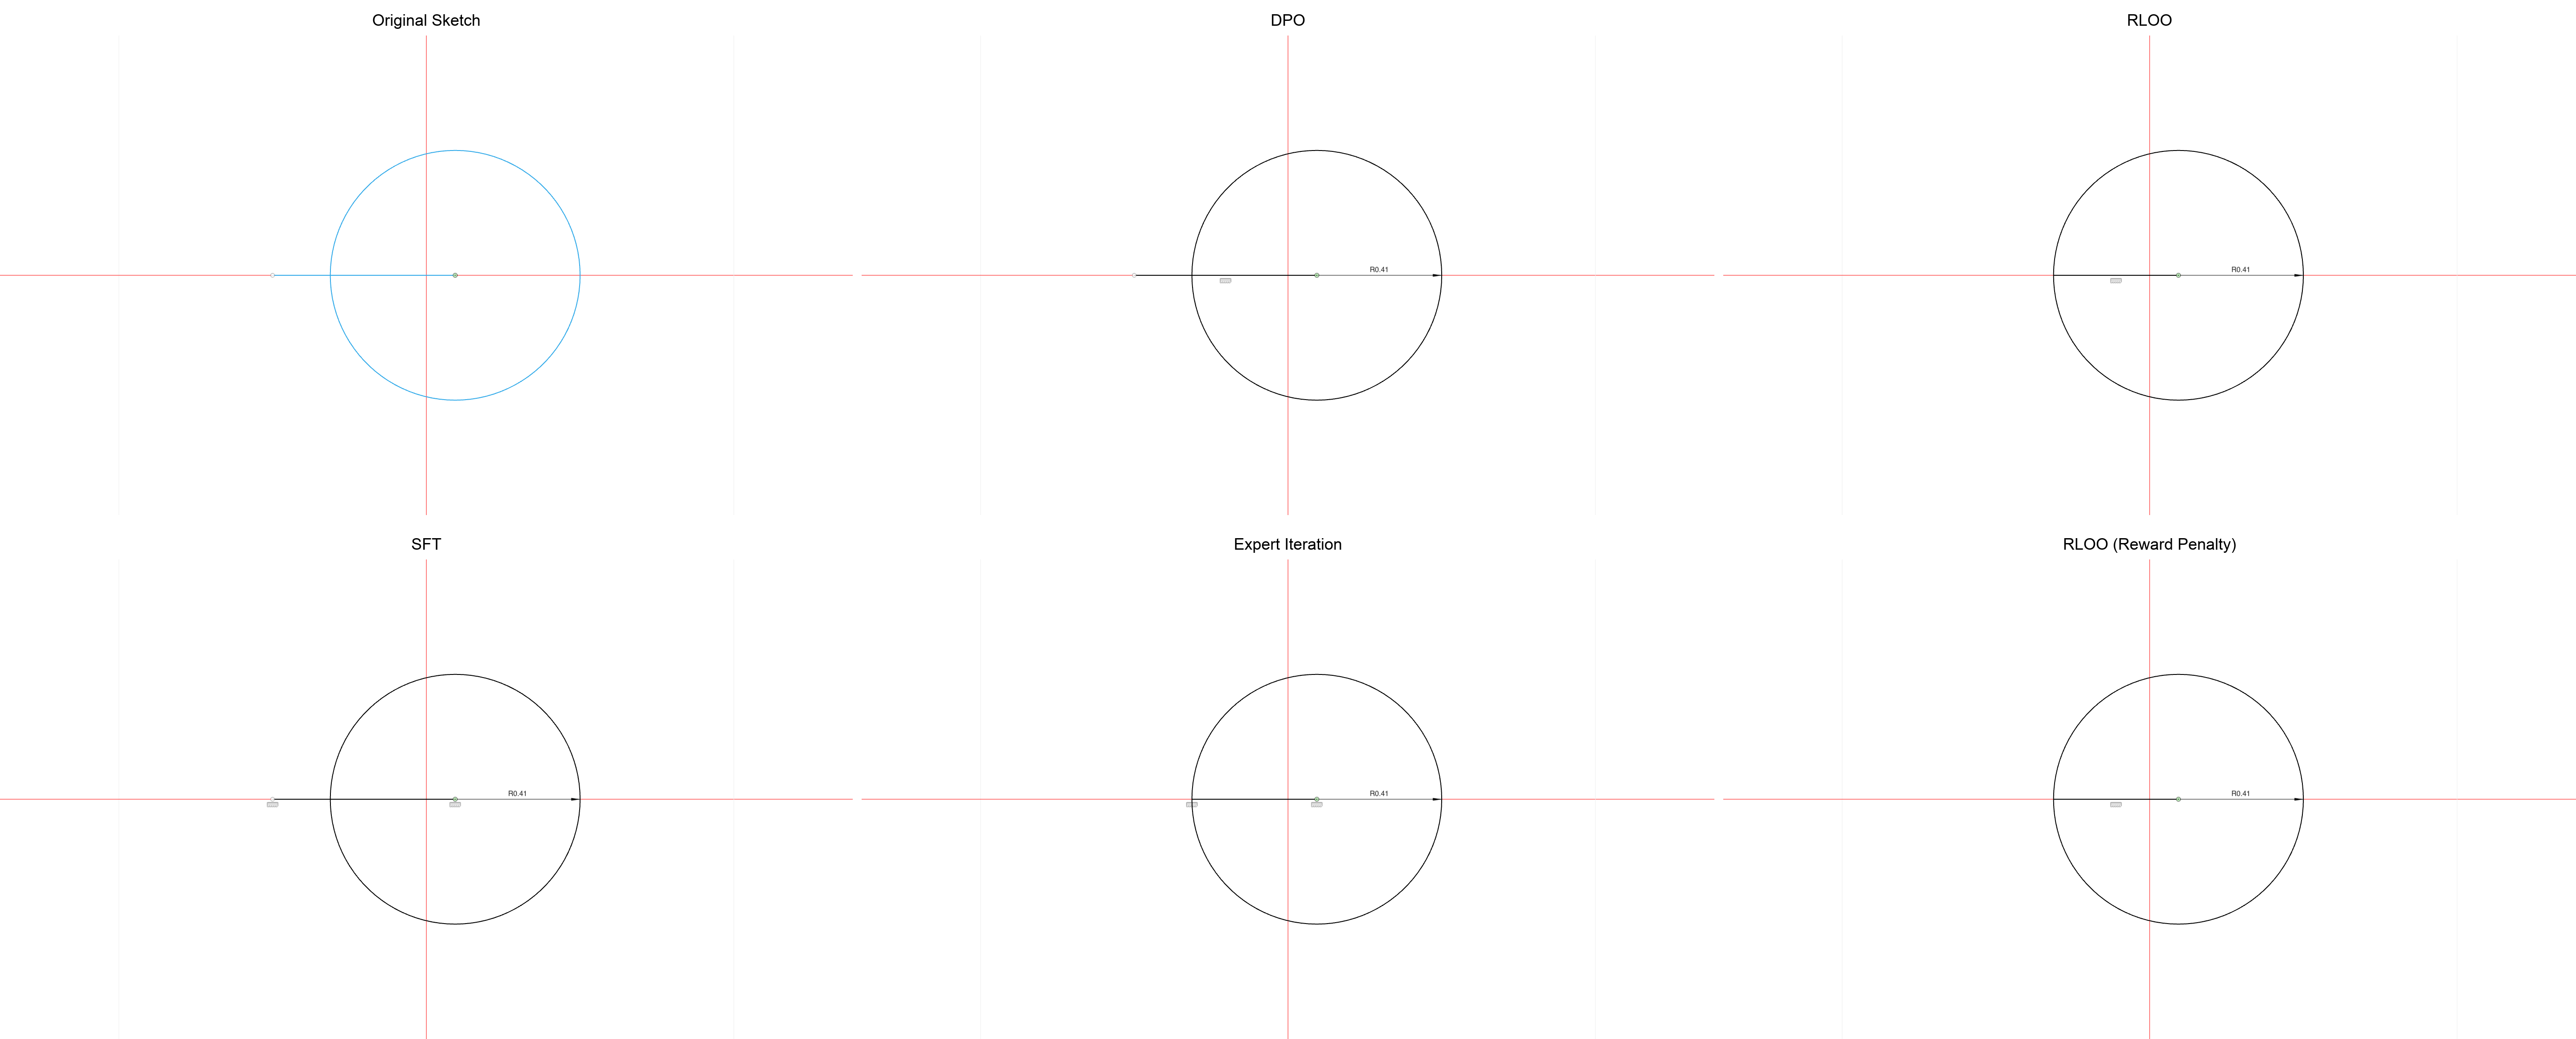 Original Sketch
DPO
RLOO
R0.41
R0.41
SFT
Expert Iteration
RLOO (Reward Penalty)
R0.41
R0.41
R0.41